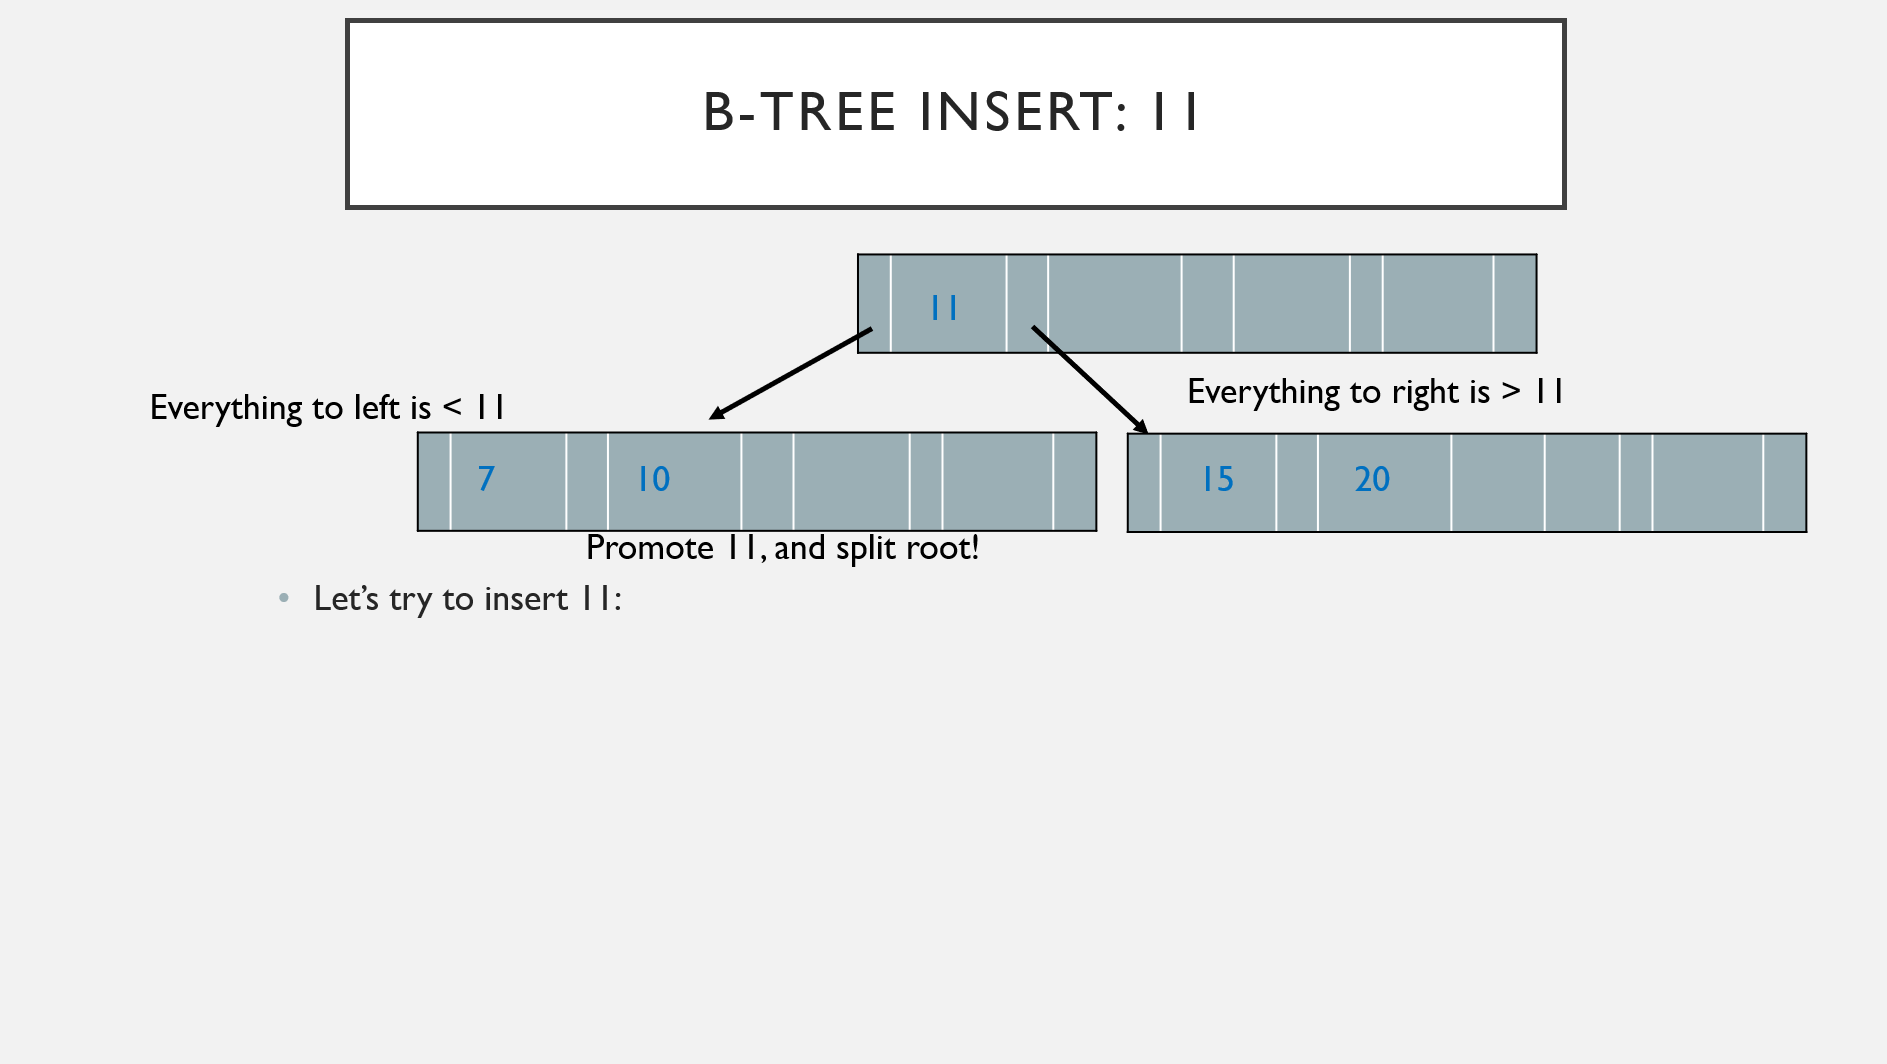 B-TREE INSERT: 11
11
Everything to left is < 11
Everything to right is > 11
7 10
15 20
Promote 11, and split root!
• Let’s try to insert 11: